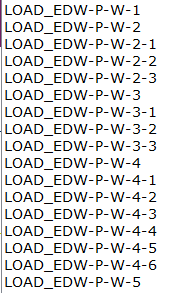 LOAD_EDW-P-W-1
LOAD_EDW-P-W-2
LOAD_EDW-P-W-2-1
LOAD_EDW-P-W-2-2
LOAD_EDW-P-W-2-3
LOAD_EDW-P-W-3
LOAD_EDW-P-W-3-1
LOAD_EDW-P-W-3-2
LOAD_EDW-P-W-3-3
LOAD_EDW-P-W-4
LOAD_EDW-P-W-4-1
LOAD_EDW-P-W-4-2
LOAD_EDW-P-W-4-3
LOAD_EDW-P-W-4-4
LOAD_EDW-P-W-4-5
LOAD_EDW-P-W-4-6
LOAD_EDW-P-W-5